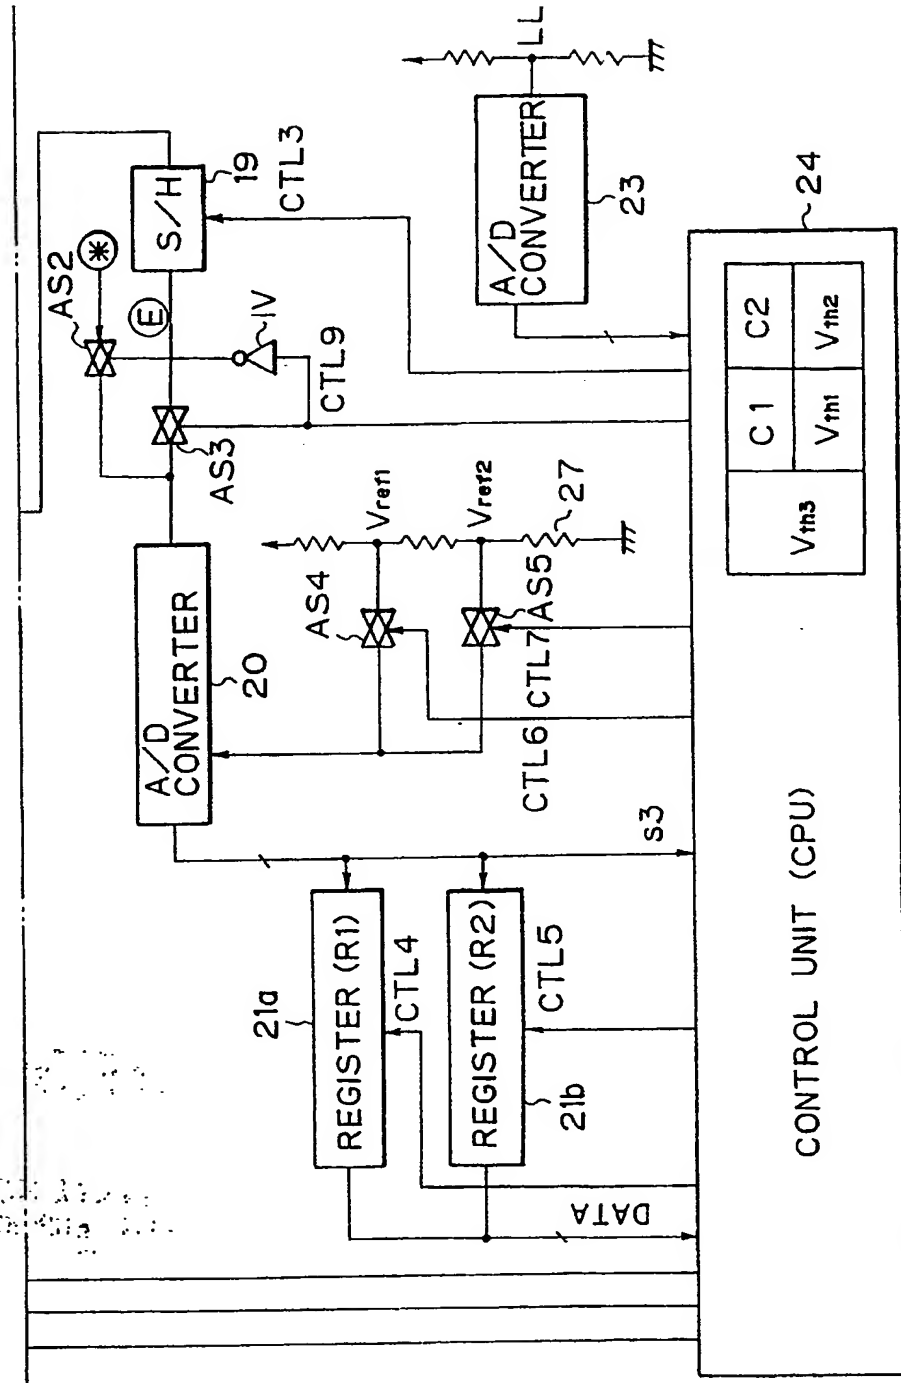 LL
A/D
CONVERTER
23
S/H
19
CTL3
AS2
*
E
IV
CTL9
AS3
A/D
CONVERTER
20
Vref1
Vref2
27
AS4
AS5
CTL6
CTL7
s3
REGISTER (R1)
21a
CTL4
REGISTER (R2)
21b
CTL5
DATA
24
C1
C2
Vth3
Vth1
Vth2
CONTROL UNIT (CPU)